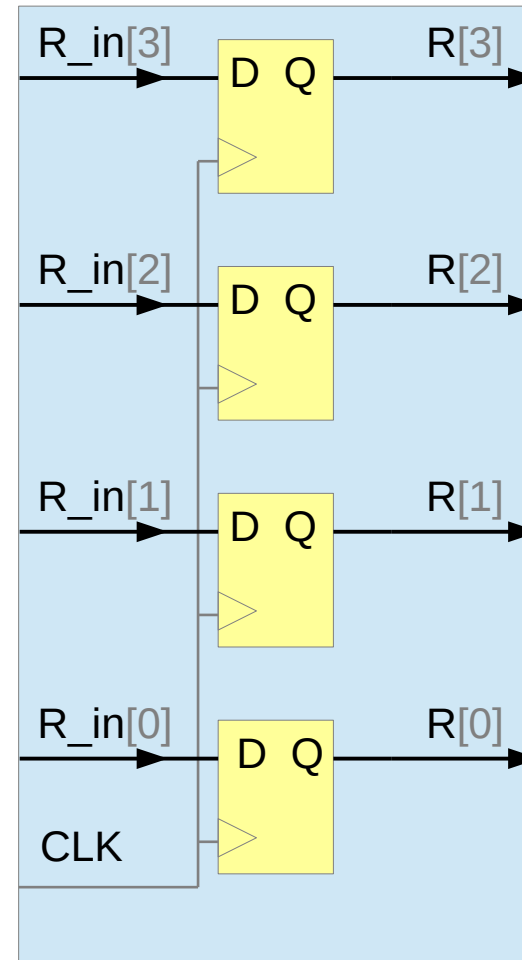 R_in[3] R[3]
D Q
R_in[2] R[2]
D Q
R_in[1] R[1]
D Q
R_in[0] R[0]
D Q
CLK